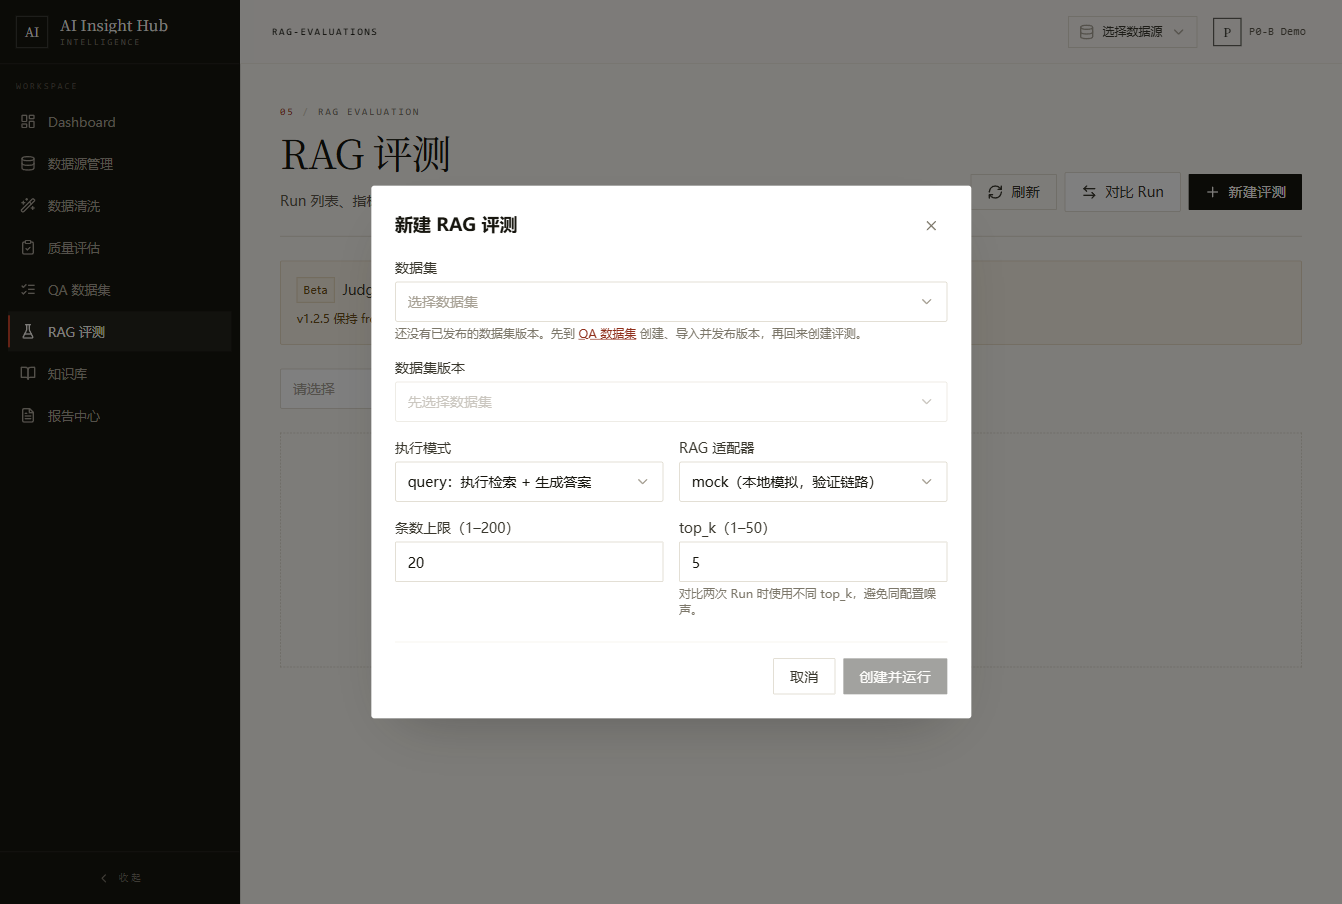 AI
AI Insight Hub
INTELLIGENCE
WORKSPACE
Dashboard
数据源管理
数据清洗
质量评估
QA 数据集
RAG 评测
知识库
报告中心
收起
RAG-EVALUATIONS
选择数据源
P
P0-B Demo
05 / RAG EVALUATION
RAG 评测
Run 列表、指标
刷新
对比 Run
新建评测
Beta
Judg
v1.2.5 保持 fr
请选择
新建 RAG 评测
数据集
选择数据集
还没有已发布的数据集版本。先到 QA 数据集 创建、导入并发布版本，再回来创建评测。
数据集版本
先选择数据集
执行模式
query：执行检索 + 生成答案
RAG 适配器
mock（本地模拟，验证链路）
条数上限（1–200）
20
top_k（1–50）
5
对比两次 Run 时使用不同 top_k，避免同配置噪
声。
取消
创建并运行